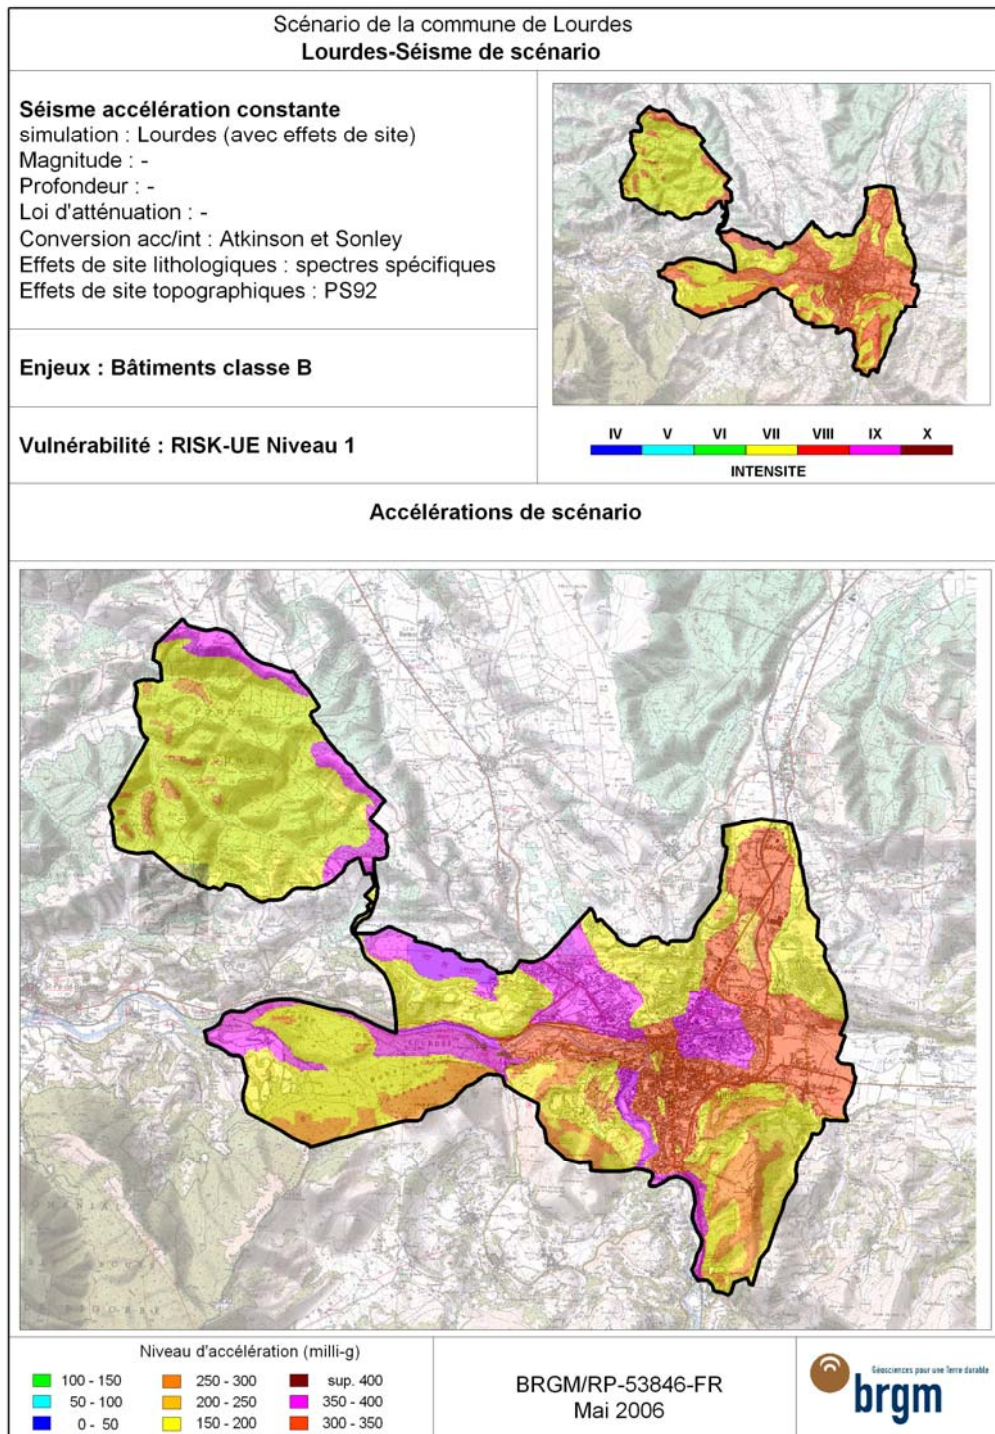 Scénario de la commune de Lourdes
Lourdes-Séisme de scénario
Séisme accélération constante
simulation : Lourdes (avec effets de site)
Magnitude : -
Profondeur : -
Loi d'atténuation : -
Conversion acc/int : Atkinson et Sonley
Effets de site lithologiques : spectres spécifiques
Effets de site topographiques : PS92
Enjeux : Bâtiments classe B
Vulnérabilité : RISK-UE Niveau 1
IV V VI VII VIII IX X
INTENSITE
Accélérations de scénario
Niveau d'accélération (milli-g)
100 - 150 250 - 300 sup. 400
50 - 100 200 - 250 350 - 400
0 - 50 150 - 200 300 - 350
BRGM/RP-53846-FR
Mai 2006
Géosciences pour une Terre durable
brgm